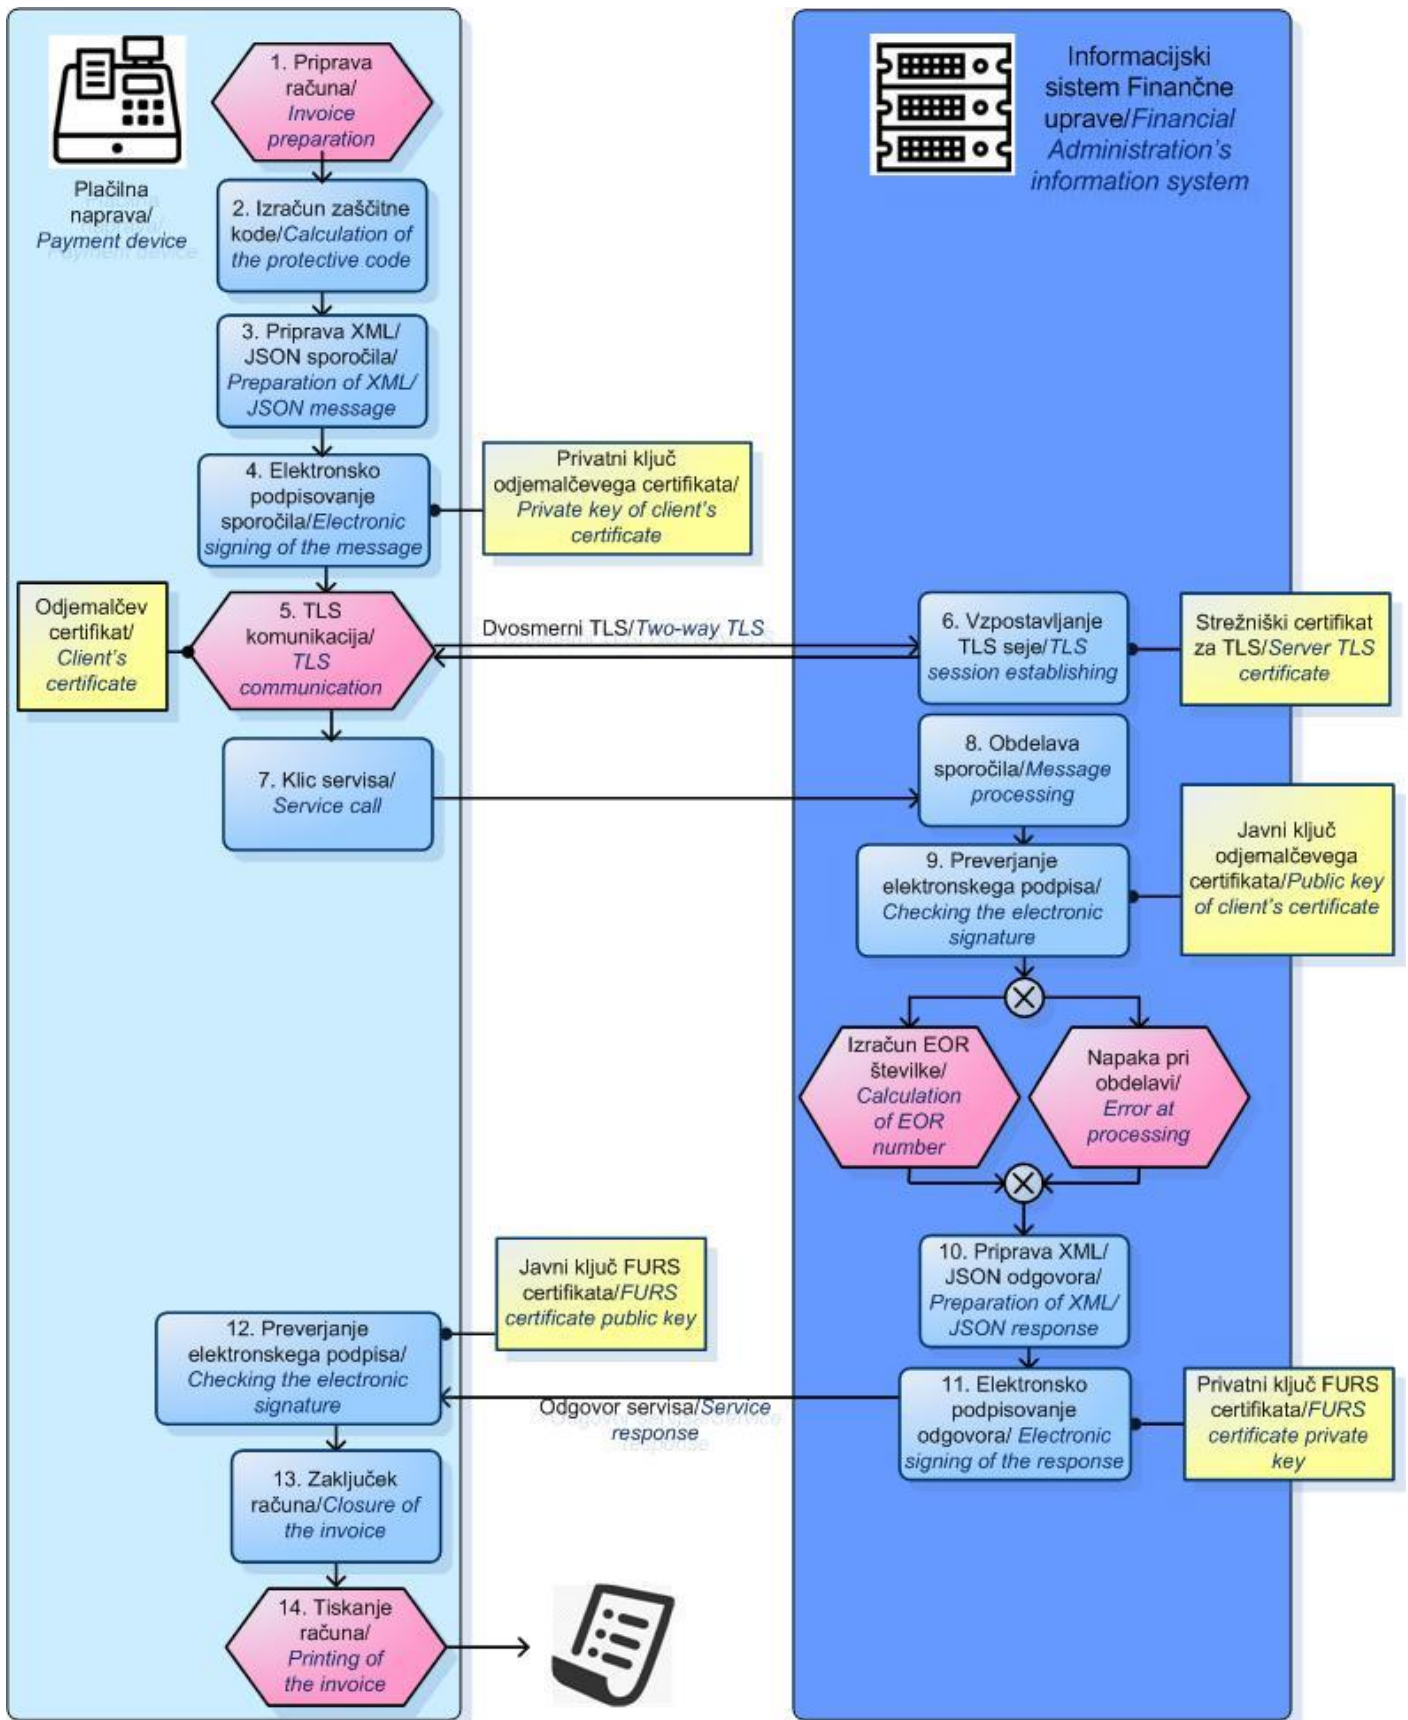 Plačilna
naprava/
Payment device
1. Priprava
računa/
Invoice
preparation
2. Izračun zaščitne
kode/Calculation of
the protective code
3. Priprava XML/
JSON sporočila/
Preparation of XML/
JSON message
4. Elektronsko
podpisovanje
sporočila/Electronic
signing of the message
Privatni ključ
odjemalčevega certifikata/
Private key of client's
certificate
Odjemalčev
certifikat/
Client's
certificate
5. TLS
komunikacija/
TLS
communication
Dvosmerni TLS/Two-way TLS
Informacijski
sistem Finančne
uprave/Financial
Administration's
information system
6. Vzpostavljanje
TLS seje/TLS
session establishing
Strežniški certifikat
za TLS/Server TLS
certificate
7. Klic servisa/
Service call
8. Obdelava
sporočila/Message
processing
9. Preverjanje
elektronskega podpisa/
Checking the electronic
signature
Javni ključ
odjemalčevega
certifikata/Public key
of client's certificate
Izračun EOR
številke/
Calculation
of EOR
number
Napaka pri
obdelavi/
Error at
processing
10. Priprava XML/
JSON odgovora/
Preparation of XML/
JSON response
11. Elektronsko
podpisovanje
odgovora/ Electronic
signing of the response
Privatni ključ FURS
certifikata/FURS
certificate private
key
Odgovor servisa/Service
response
Javni ključ FURS
certifikata/FURS
certificate public key
12. Preverjanje
elektronskega podpisa/
Checking the electronic
signature
13. Zaključek
računa/Closure of
the invoice
14. Tiskanje
računa/
Printing of
the invoice